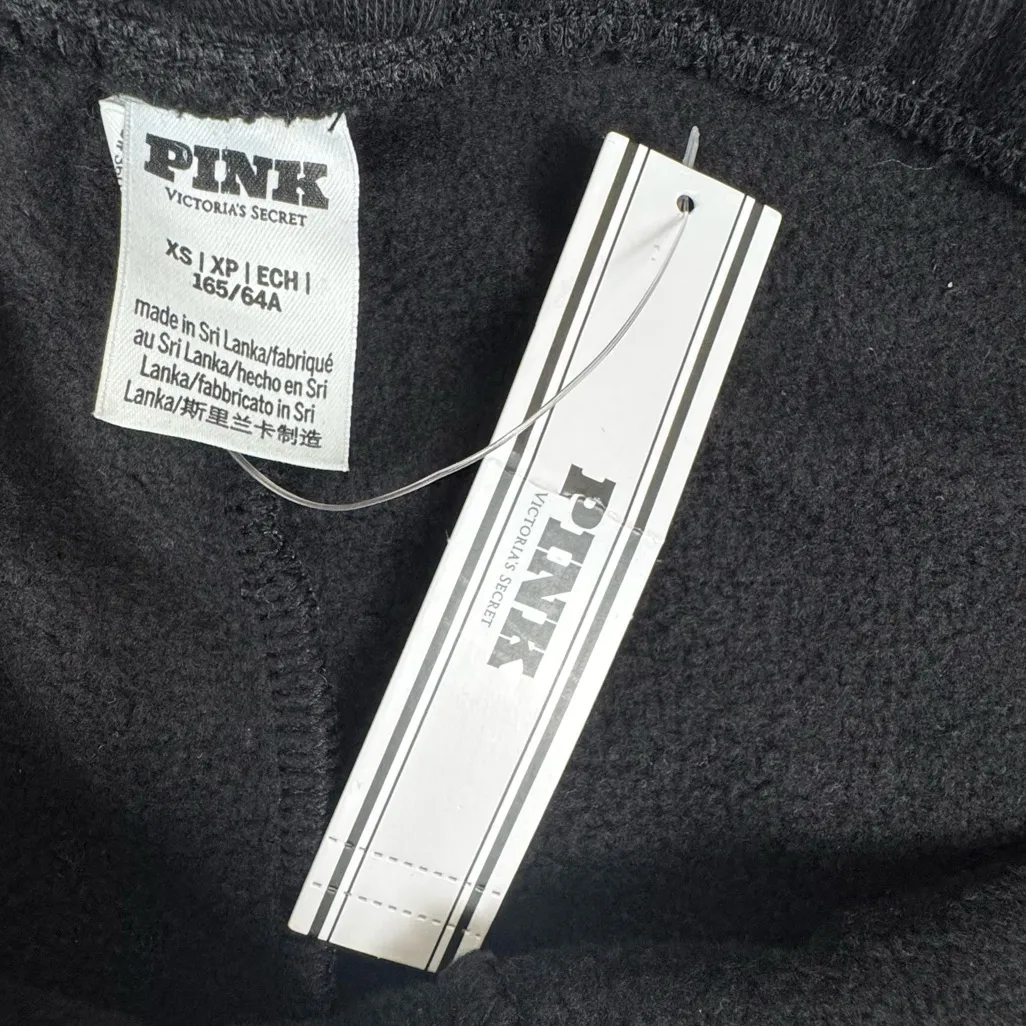 PINK
VICTORIA'S SECRET
XS | XP | ECH |
165/64A
made in Sri Lanka/fabriqué
au Sri Lanka/hecho en Sri
Lanka/fabbricato in Sri
Lanka/斯里兰卡制造
PINK
VICTORIA'S SECRET